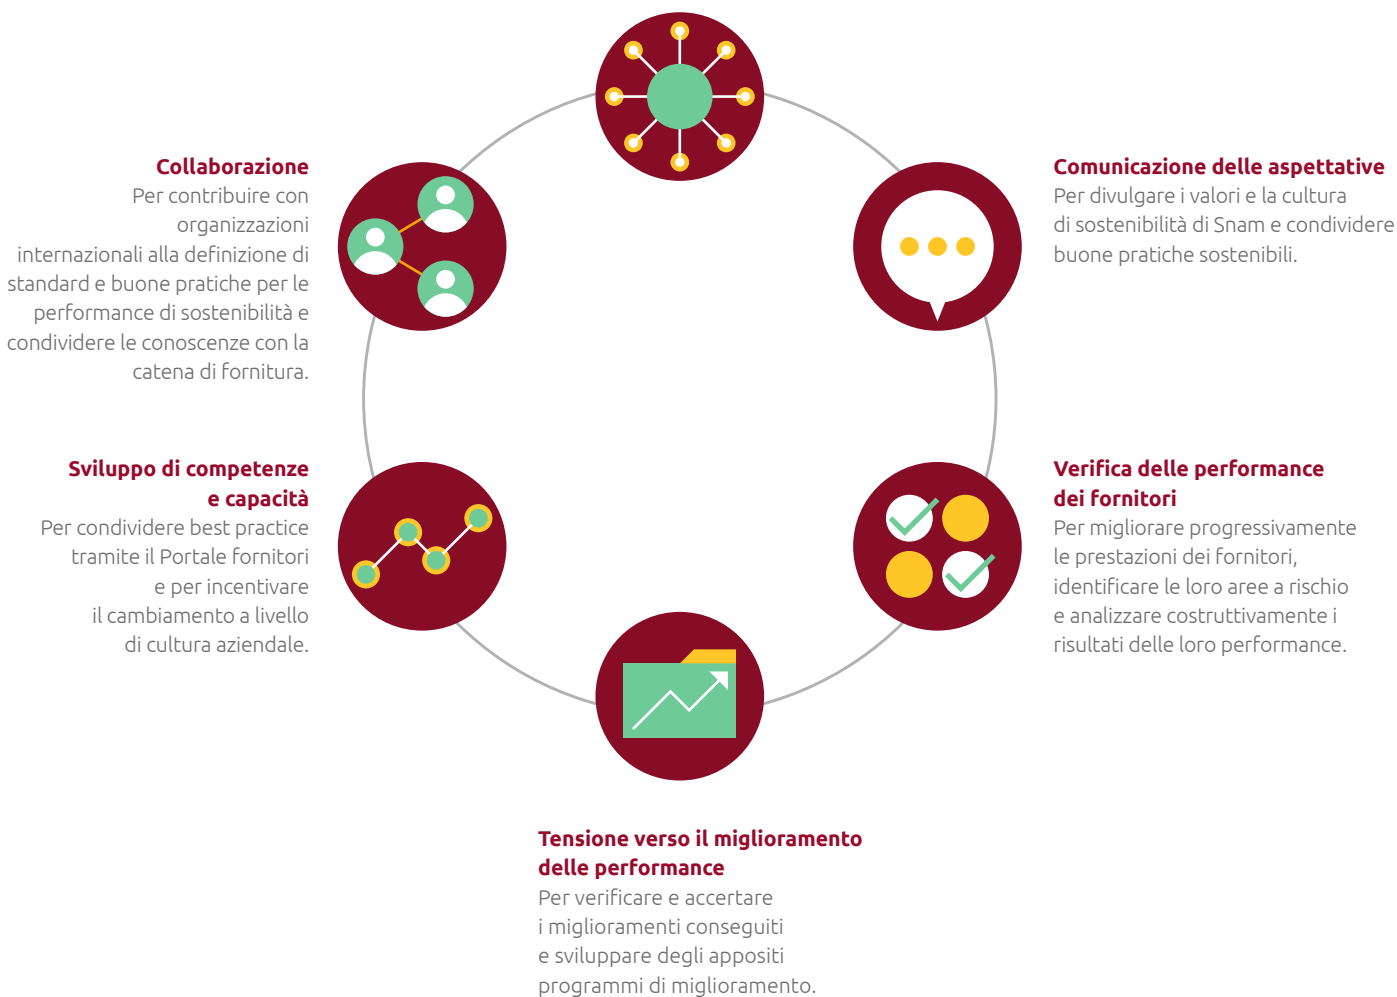 Collaborazione
Per contribuire con
organizzazioni
internazionali alla definizione di
standard e buone pratiche per le
performance di sostenibilità e
condividere le conoscenze con la
catena di fornitura.
Comunicazione delle aspettative
Per divulgare i valori e la cultura
di sostenibilità di Snam e condividere
buone pratiche sostenibili.
Sviluppo di competenze
e capacità
Per condividere best practice
tramite il Portale fornitori
e per incentivare
il cambiamento a livello
di cultura aziendale.
Verifica delle performance
dei fornitori
Per migliorare progressivamente
le prestazioni dei fornitori,
identificare le loro aree a rischio
e analizzare costruttivamente i
risultati delle loro performance.
Tensione verso il miglioramento
delle performance
Per verificare e accertare
i miglioramenti conseguiti
e sviluppare degli appositi
programmi di miglioramento.